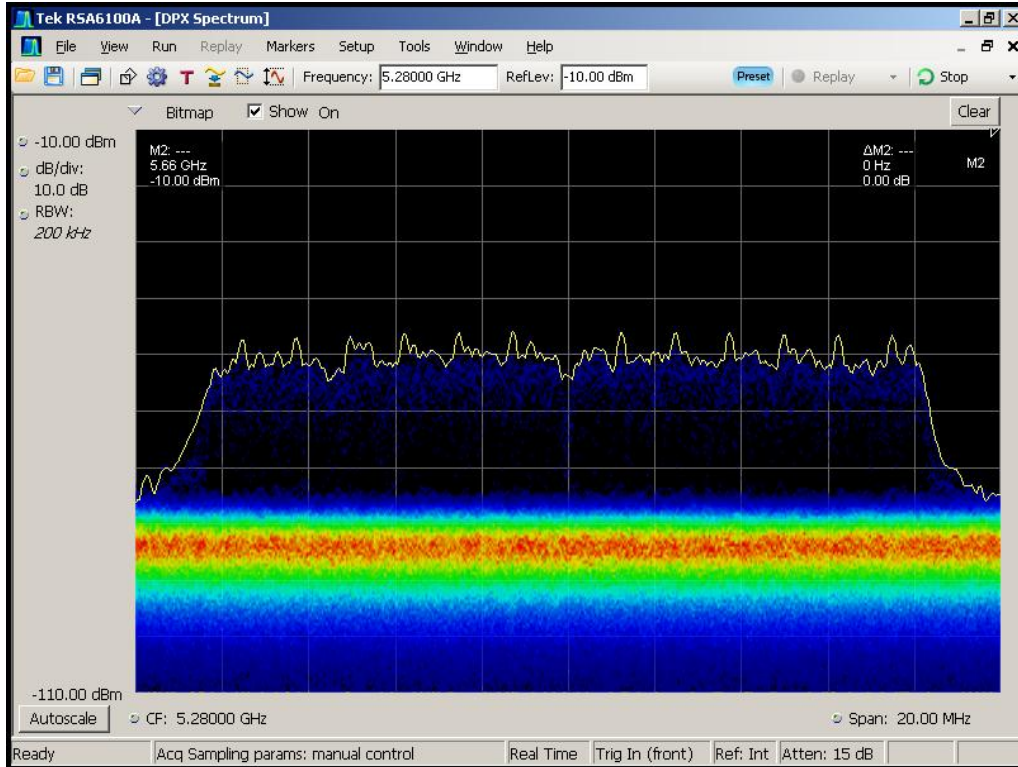 Tek RSA6100A - [DPX Spectrum]
File View Run Replay Markers Setup Tools Window Help
T Frequency: 5.28000 GHz RefLev: -10.00 dBm Preset Replay Stop
Bitmap Show On Clear
-10.00 dBm
dB/div:
10.0 dB
RBW:
200 kHz
M2: ---
5.66 GHz
-10.00 dBm
ΔM2: ---
0 Hz
0.00 dB
M2
-110.00 dBm
Autoscale CF: 5.28000 GHz Span: 20.00 MHz
Ready Acq Sampling params: manual control Real Time Trig In (front) Ref: Int Atten: 15 dB